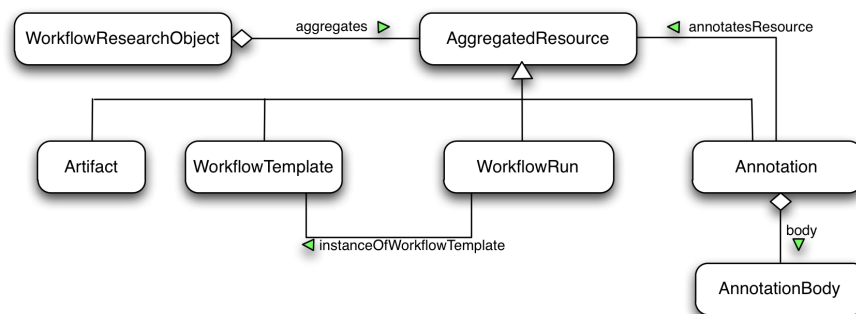 aggregates
annotatesResource
WorkflowResearchObject
AggregatedResource
Artifact
WorkflowTemplate
WorkflowRun
Annotation
body
instanceOfWorkflowTemplate
AnnotationBody